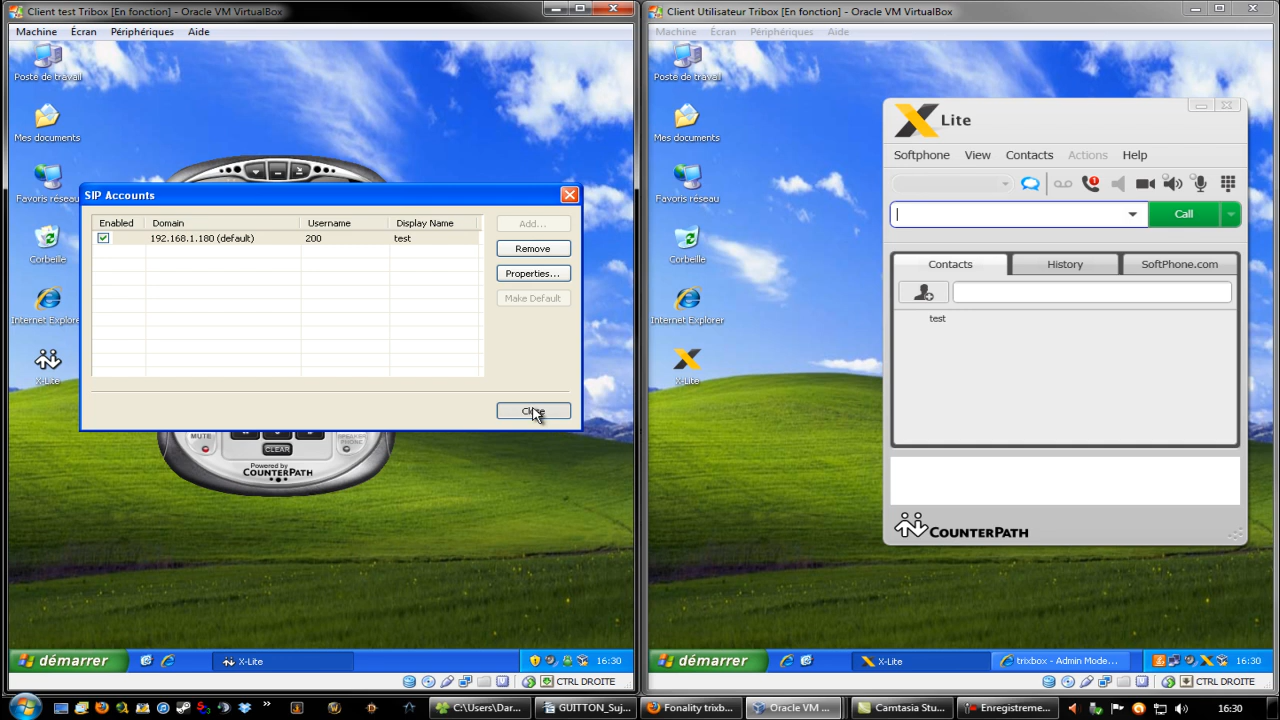 Client test Tribox [En fonction] - Oracle VM VirtualBox
Machine Écran Périphériques Aide
Poste de travail
Mes documents
Favoris réseau
Corbeille
Internet Explore
X-Lite
SIP Accounts
Enabled Domain Username Display Name
192.168.1.180 (default) 200 test
Add...
Remove
Properties...
Make Default
MUTE
CLEAR
SPEAKER PHONE
Powered by
COUNTERPATH
démarrer
X-Lite
16:30
CTRL DROITE
Client Utilisateur Tribox [En fonction] - Oracle VM VirtualBox
Machine Écran Périphériques Aide
Poste de travail
Mes documents
Favoris réseau
Corbeille
Internet Explorer
X-Lite
X Lite
Softphone View Contacts Actions Help
1
Call
Contacts History SoftPhone.com
test
COUNTERPATH
démarrer
X-Lite
trixbox - Admin Mode...
16:30
CTRL DROITE
C:\Users\Dar...
GUITTON_Suj...
Fonality trixb...
Oracle VM ...
Camtasia Stu...
Enregistreme...
16:30